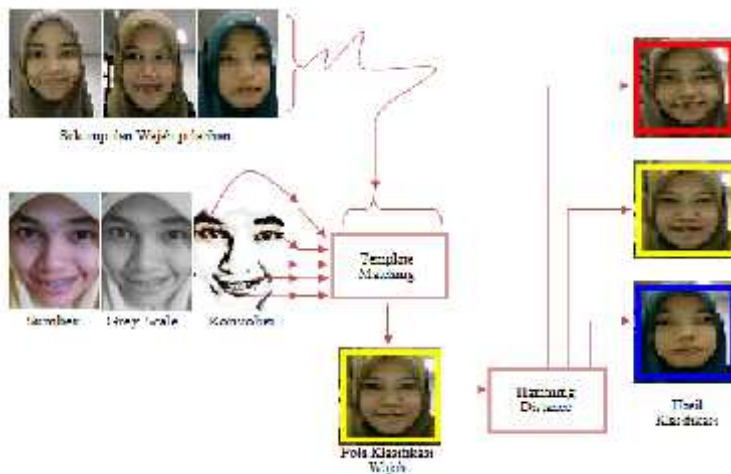 Sekumpulan Wajah pelatihan
Template
Matching
Sumber
Grey Scale
Konvolusi
Hamming
Distance
Pola Klasifikasi
Wajah
Hasil
Klasifikasi